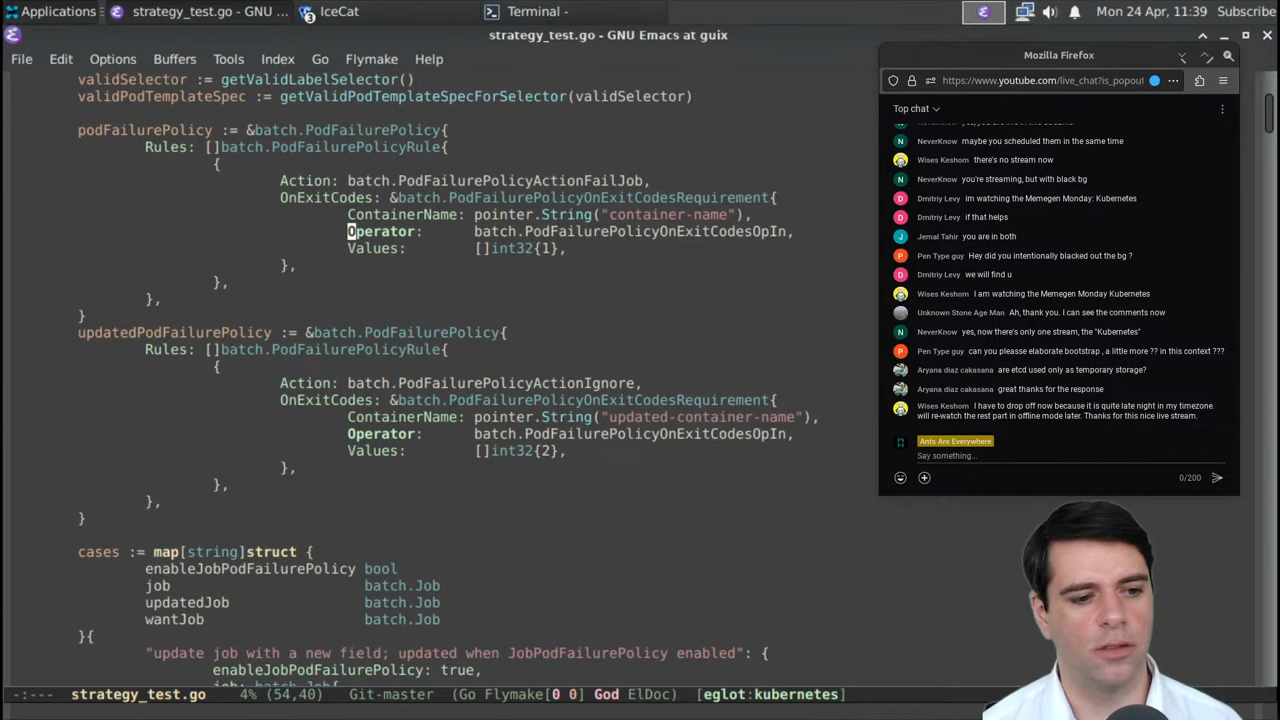 Applications
strategy_test.go - GNU ...
3
IceCat
Terminal -
Mon 24 Apr, 11:39
Subscribe
strategy_test.go - GNU Emacs at guix
File Edit Options Buffers Tools Imenu Go Flymake Help
validSelector := getValidLabelSelector()
validPodTemplateSpec := getValidPodTemplateSpecForSelector(validSelector)
podFailurePolicy := &batch.PodFailurePolicy{
Rules: []batch.PodFailurePolicyRule{
{
Action: batch.PodFailurePolicyActionFailJob,
OnExitCodes: &batch.PodFailurePolicyOnExitCodesRequirement{
ContainerName: pointer.String("container-name"),
Operator: batch.PodFailurePolicyOnExitCodesOpIn,
Values: []int32{1},
},
},
},
}
updatedPodFailurePolicy := &batch.PodFailurePolicy{
Rules: []batch.PodFailurePolicyRule{
{
Action: batch.PodFailurePolicyActionIgnore,
OnExitCodes: &batch.PodFailurePolicyOnExitCodesRequirement{
ContainerName: pointer.String("updated-container-name"),
Operator: batch.PodFailurePolicyOnExitCodesOpIn,
Values: []int32{2},
},
},
},
}
cases := map[string]struct {
enableJobPodFailurePolicy bool
job batch.Job
updatedJob batch.Job
wantJob batch.Job
}{
"update job with a new field; updated when JobPodFailurePolicy enabled": {
enableJobPodFailurePolicy: true,
-:--- strategy_test.go 4% (54,40) Git-master (Go Flymake[0 0] God ElDoc) [eglot:kubernetes]
Mozilla Firefox
https://www.youtube.com/live_chat?is_popout
Top chat
N NeverKnow maybe you scheduled them in the same time
Wises Keshom there's no stream now
N NeverKnow you're streaming, but with black bg
D Dmitriy Levy im watching the Memegen Monday: Kubernetes
D Dmitriy Levy if that helps
J Jemal Tahir you are in both
P Pen Type guy Hey did you intentionally blacked out the bg ?
D Dmitriy Levy we will find u
Wises Keshom I am watching the Memegen Monday Kubernetes
Unknown Stone Age Man Ah, thank you. I can see the comments now
N NeverKnow yes, now there's only one stream, the "Kubernetes"
P Pen Type guy can you pleasse elaborate bootstrap , a little more ?? in this context ???
Aryana diaz cakasana are etcd used only as temporary storage?
Aryana diaz cakasana great thanks for the response
Wises Keshom I have to drop off now because it is quite late night in my timezone.
will re-watch the rest part in offline mode later. Thanks for this nice live stream.
Ants Are Everywhere
Say something...
0/200